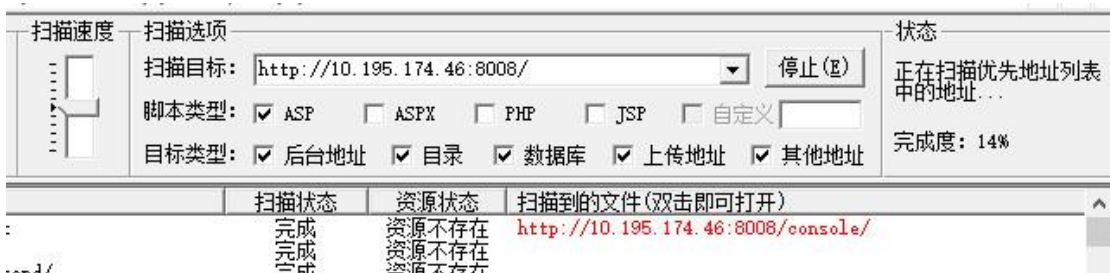 扫描速度 扫描选项 状态
扫描目标: http://10.195.174.46:8008/ 停止(E)
正在扫描优先地址列表
中的地址...
脚本类型: ASP ASPX PHP JSP 自定义
目标类型: 后台地址 目录 数据库 上传地址 其他地址
完成度: 14%
扫描状态 资源状态 扫描到的文件(双击即可打开)
完成 资源不存在 http://10.195.174.46:8008/console/
完成 资源不存在
完成 资源不存在